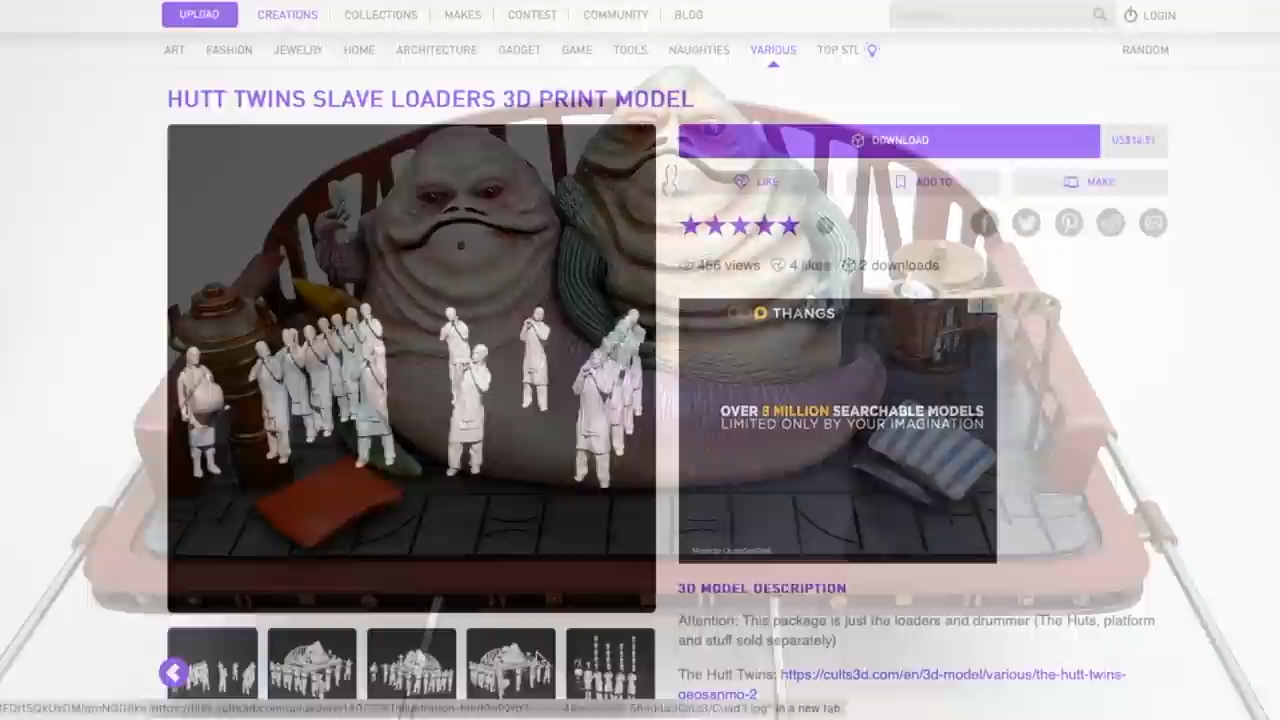 UPLOAD CREATIONS COLLECTIONS MAKES CONTEST COMMUNITY BLOG LOGIN
ART FASHION JEWELRY HOME ARCHITECTURE GADGET GAME TOOLS NAUGHTIES VARIOUS TOP STL RANDOM
HUTT TWINS SLAVE LOADERS 3D PRINT MODEL
DOWNLOAD
LIKE ADD TO MAKE
456 views 4 likes 2 downloads
THANGS
OVER 8 MILLION SEARCHABLE MODELS
LIMITED ONLY BY YOUR IMAGINATION
3D MODEL DESCRIPTION
Attention: This package is just the loaders and drummer (The Huts, platform
and stuff sold separately)
The Hutt Twins: https://cults3d.com/en/3d-model/various/the-hutt-twins-
geosanmo-2
in a new tab